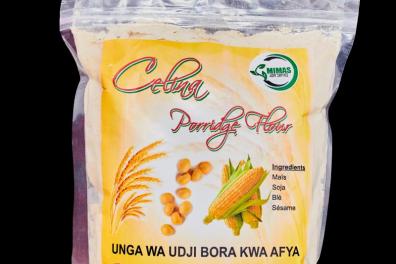 Celina
MIMAS
Porridge Flour
Ingredients
Maïs
Soja
Blé
Sésame
UNGA WA UDJI BORA KWA AFYA